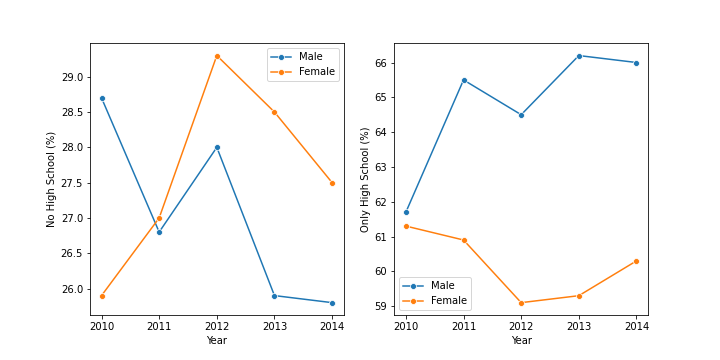 No High School (%)
29.0
28.5
28.0
27.5
27.0
26.5
26.0
Male
Female
2010 2011 2012 2013 2014
Year
Only High School (%)
66
65
64
63
62
61
60
59
Male
Female
2010 2011 2012 2013 2014
Year